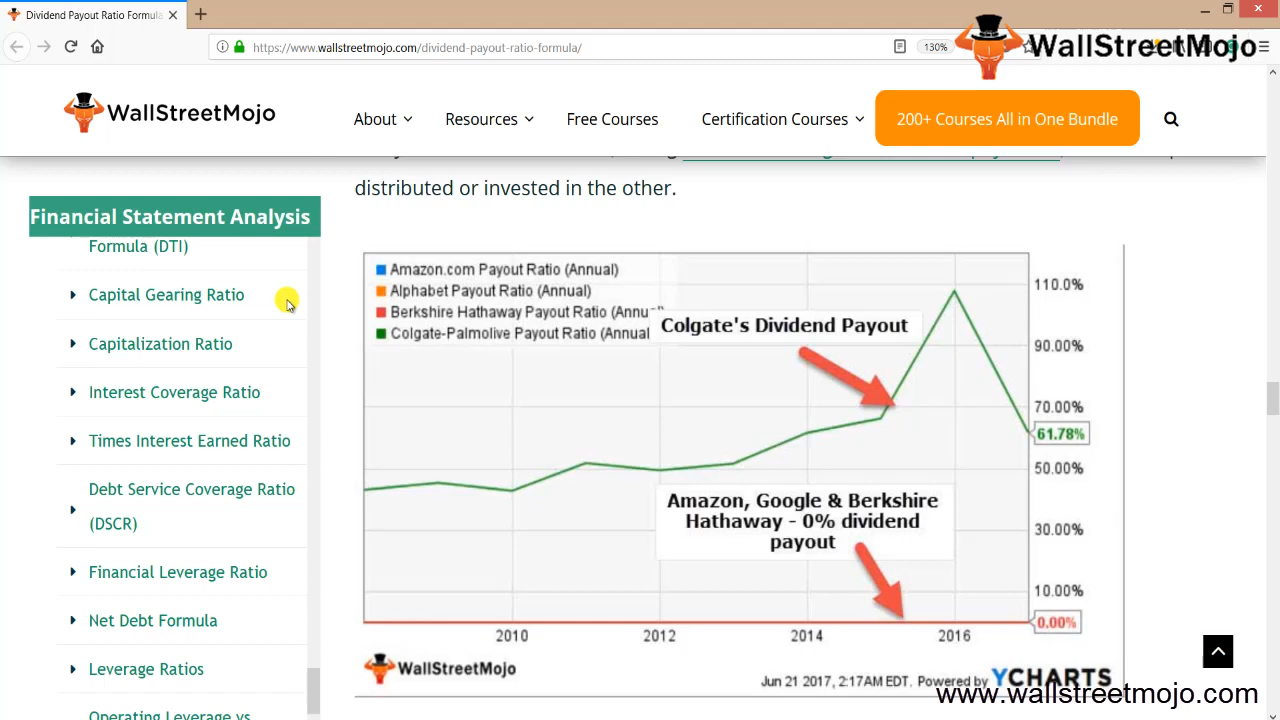 Dividend Payout Ratio Formula
https://www.wallstreetmojo.com/dividend-payout-ratio-formula/
130%
WallStreetMojo
WallStreetMojo
About
Resources
Free Courses
Certification Courses
200+ Courses All in One Bundle
distributed or invested in the other.
Financial Statement Analysis
Formula (DTI)
Capital Gearing Ratio
Capitalization Ratio
Interest Coverage Ratio
Times Interest Earned Ratio
Debt Service Coverage Ratio
(DSCR)
Financial Leverage Ratio
Net Debt Formula
Leverage Ratios
Operating Leverage vs
Amazon.com Payout Ratio (Annual)
Alphabet Payout Ratio (Annual)
Berkshire Hathaway Payout Ratio (Annu
Colgate-Palmolive Payout Ratio (Annual
Colgate's Dividend Payout
Amazon, Google & Berkshire
Hathaway - 0% dividend
payout
110.0%
90.00%
70.00%
61.78%
50.00%
30.00%
10.00%
0.00%
2010
2012
2014
2016
WallStreetMojo
Jun 21 2017, 2:17AM EDT. Powered by YCHARTS
www.wallstreetmojo.com